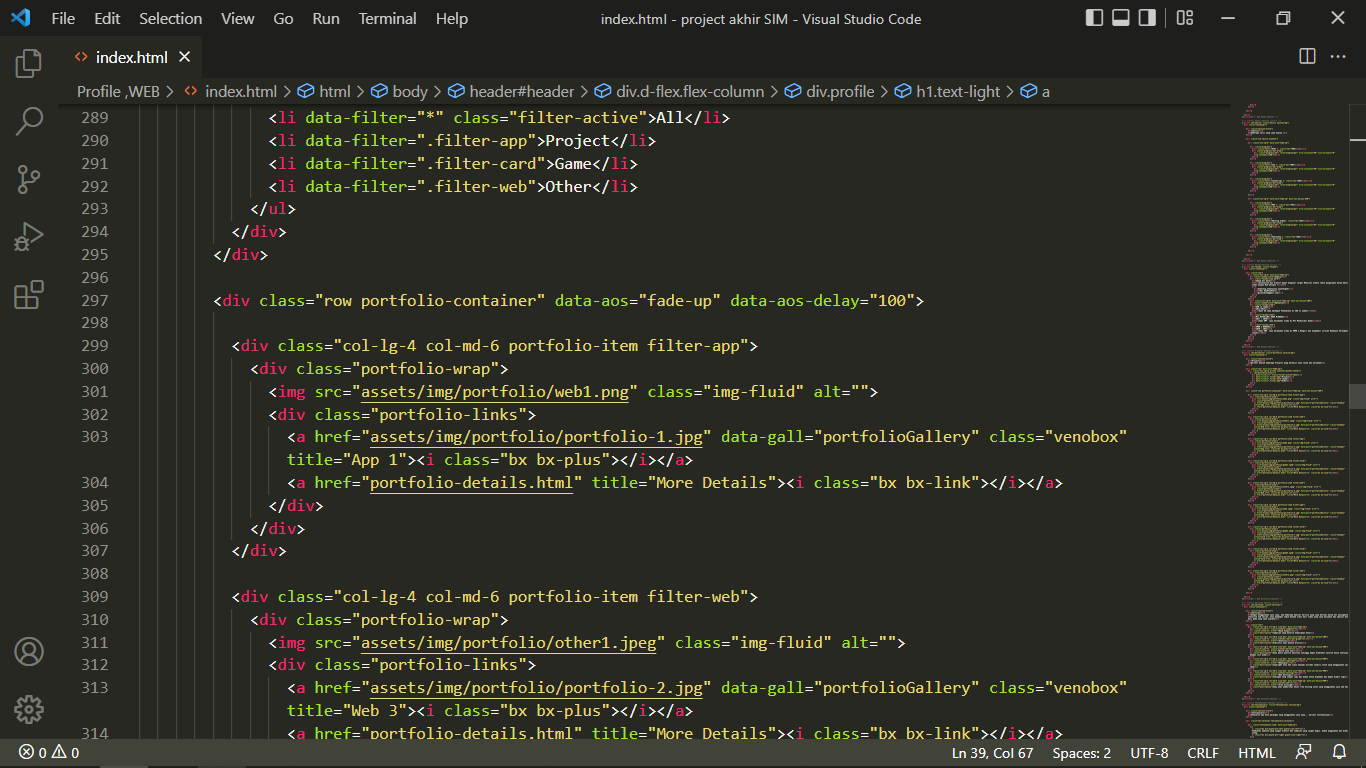 File Edit Selection View Go Run Terminal Help index.html - project akhir SIM - Visual Studio Code
index.html
Profile ,WEB > index.html > html > body > header#header > div.d-flex.flex-column > div.profile > h1.text-light > a
289 <li data-filter="*" class="filter-active">All</li>
290 <li data-filter=".filter-app">Project</li>
291 <li data-filter=".filter-card">Game</li>
292 <li data-filter=".filter-web">Other</li>
293 </ul>
294 </div>
295 </div>
296
297 <div class="row portfolio-container" data-aos="fade-up" data-aos-delay="100">
298
299 <div class="col-lg-4 col-md-6 portfolio-item filter-app">
300 <div class="portfolio-wrap">
301 <img src="assets/img/portfolio/web1.png" class="img-fluid" alt="">
302 <div class="portfolio-links">
303 <a href="assets/img/portfolio/portfolio-1.jpg" data-gall="portfolioGallery" class="venobox"
title="App 1"><i class="bx bx-plus"></i></a>
304 <a href="portfolio-details.html" title="More Details"><i class="bx bx-link"></i></a>
305 </div>
306 </div>
307 </div>
308
309 <div class="col-lg-4 col-md-6 portfolio-item filter-web">
310 <div class="portfolio-wrap">
311 <img src="assets/img/portfolio/other1.jpeg" class="img-fluid" alt="">
312 <div class="portfolio-links">
313 <a href="assets/img/portfolio/portfolio-2.jpg" data-gall="portfolioGallery" class="venobox"
title="Web 3"><i class="bx bx-plus"></i></a>
314 <a href="portfolio-details.html" title="More Details"><i class="bx bx-link"></i></a>
0 0 Ln 39, Col 67 Spaces: 2 UTF-8 CRLF HTML